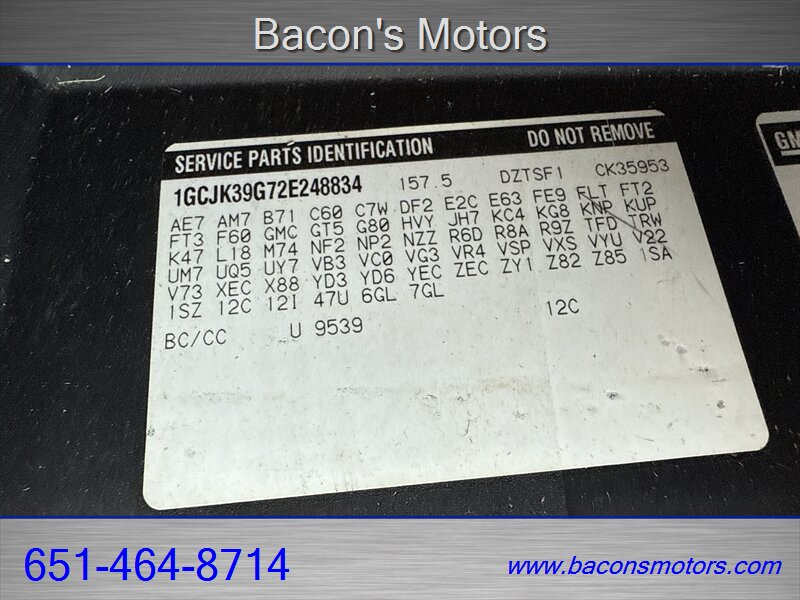 Bacon's Motors
SERVICE PARTS IDENTIFICATION DO NOT REMOVE
GM
1GCJK39G72E248834 157.5 DZTSF1 CK35953
AE7 AM7 B71 C60 C7W DF2 E2C E63 FE9 FLT FT2
FT3 F60 GMC GT5 G80 HVY JH7 KC4 KG8 KNP KUP
K47 L18 M74 NF2 NP2 NZZ R6D R8A R9Z TFD TRW
UM7 UQ5 UY7 VB3 VC0 VG3 VR4 VSP VXS VYU V22
V73 XEC X88 YD3 YD6 YEC ZEC ZY1 Z82 Z85 1SA
1SZ 12C 12I 47U 6GL 7GL
BC/CC U 9539 12C
651-464-8714 www.baconsmotors.com